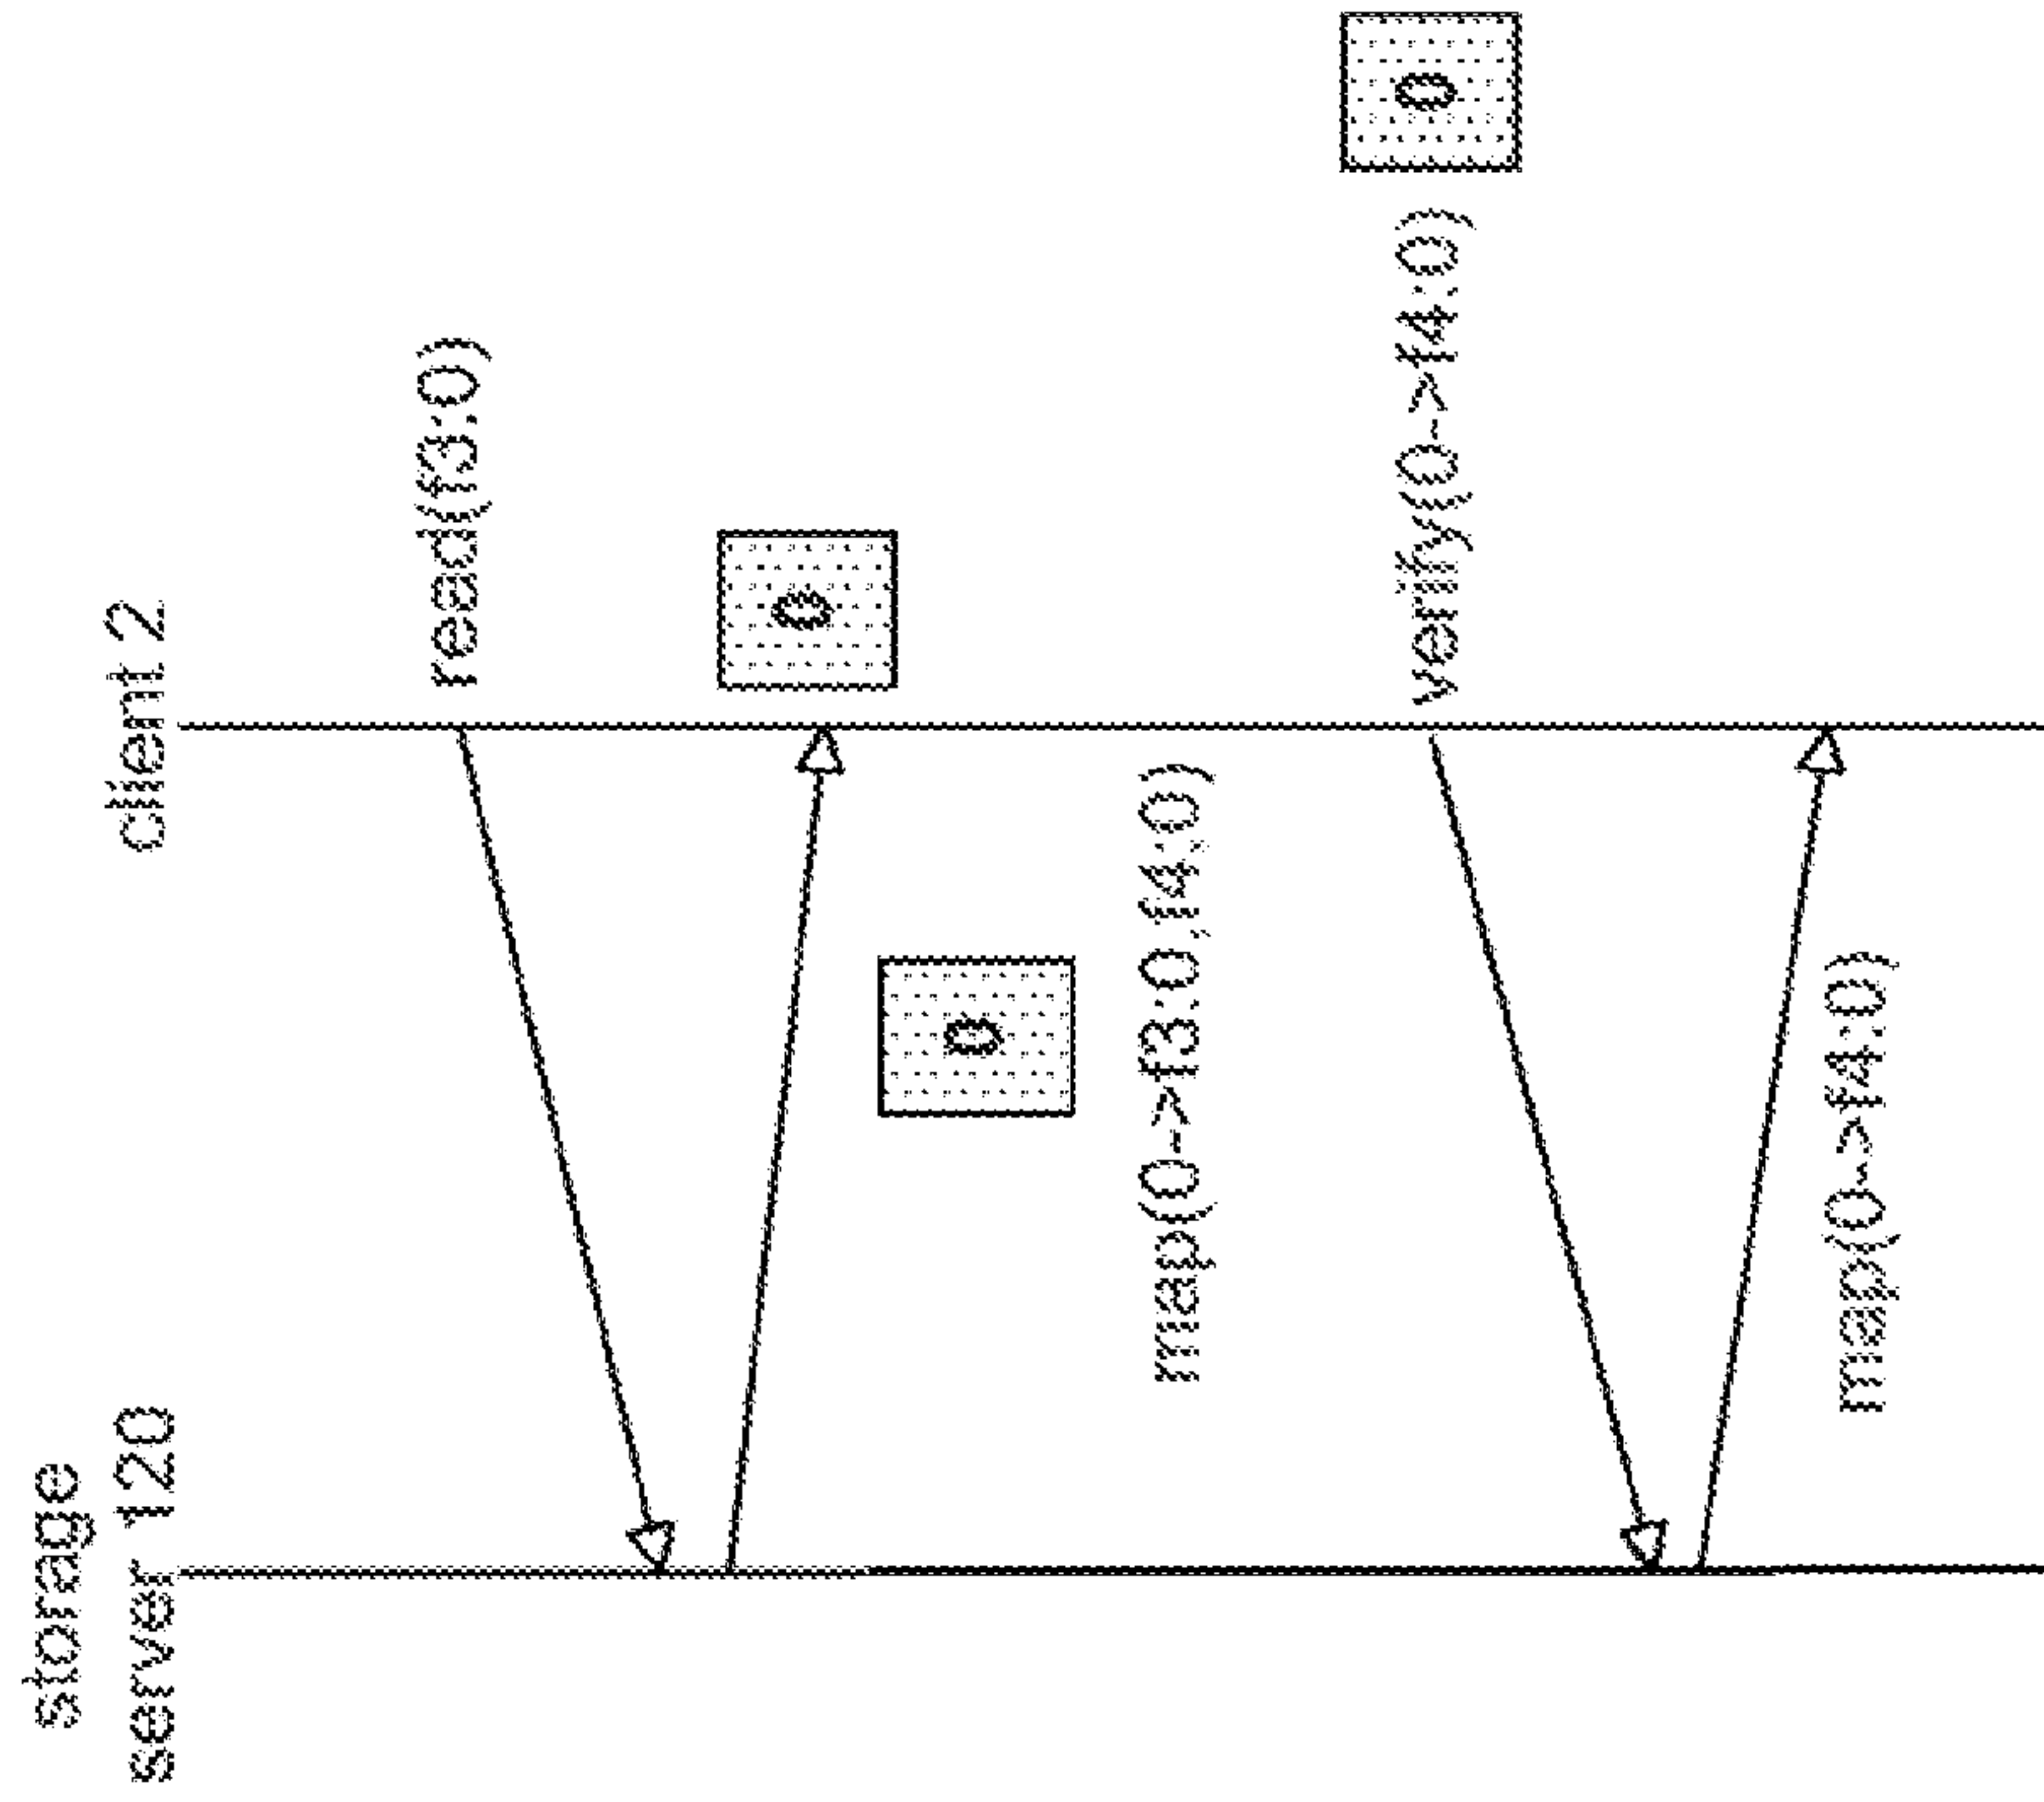 storage
server 120
client 2
read(f3:0)
0
0
map(0->f3:0,f4:0)
verify(0->f4:0)
0
map(0->f4:0)